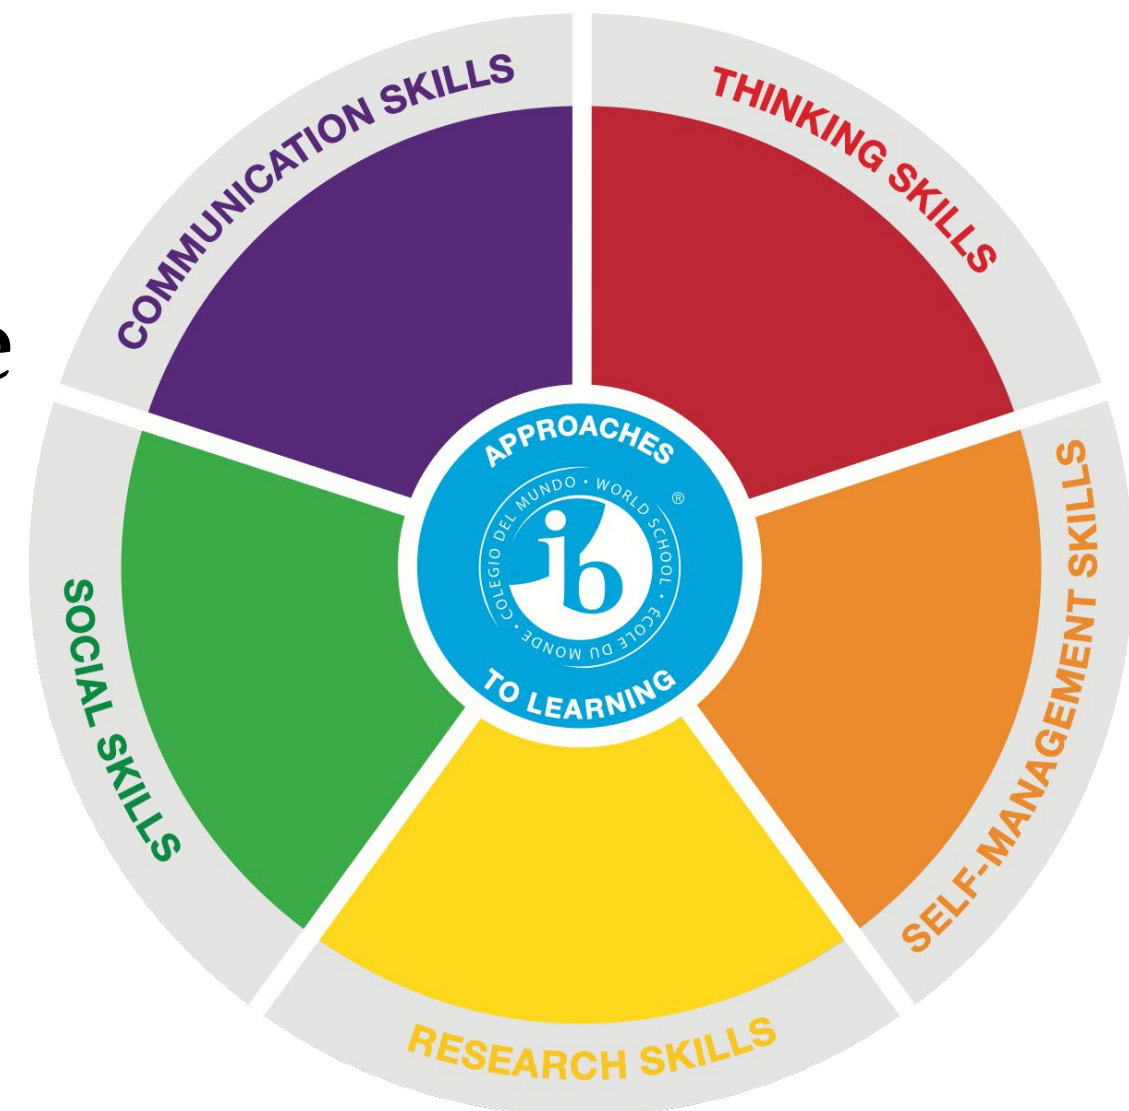 COMMUNICATION SKILLS
THINKING SKILLS
e
APPROACHES
COLEGIO DEL MUNDO • WORLD SCHOOL • ÉCOLE DU MONDE •
®
ib
TO LEARNING
SELF-MANAGEMENT SKILLS
SOCIAL SKILLS
RESEARCH SKILLS